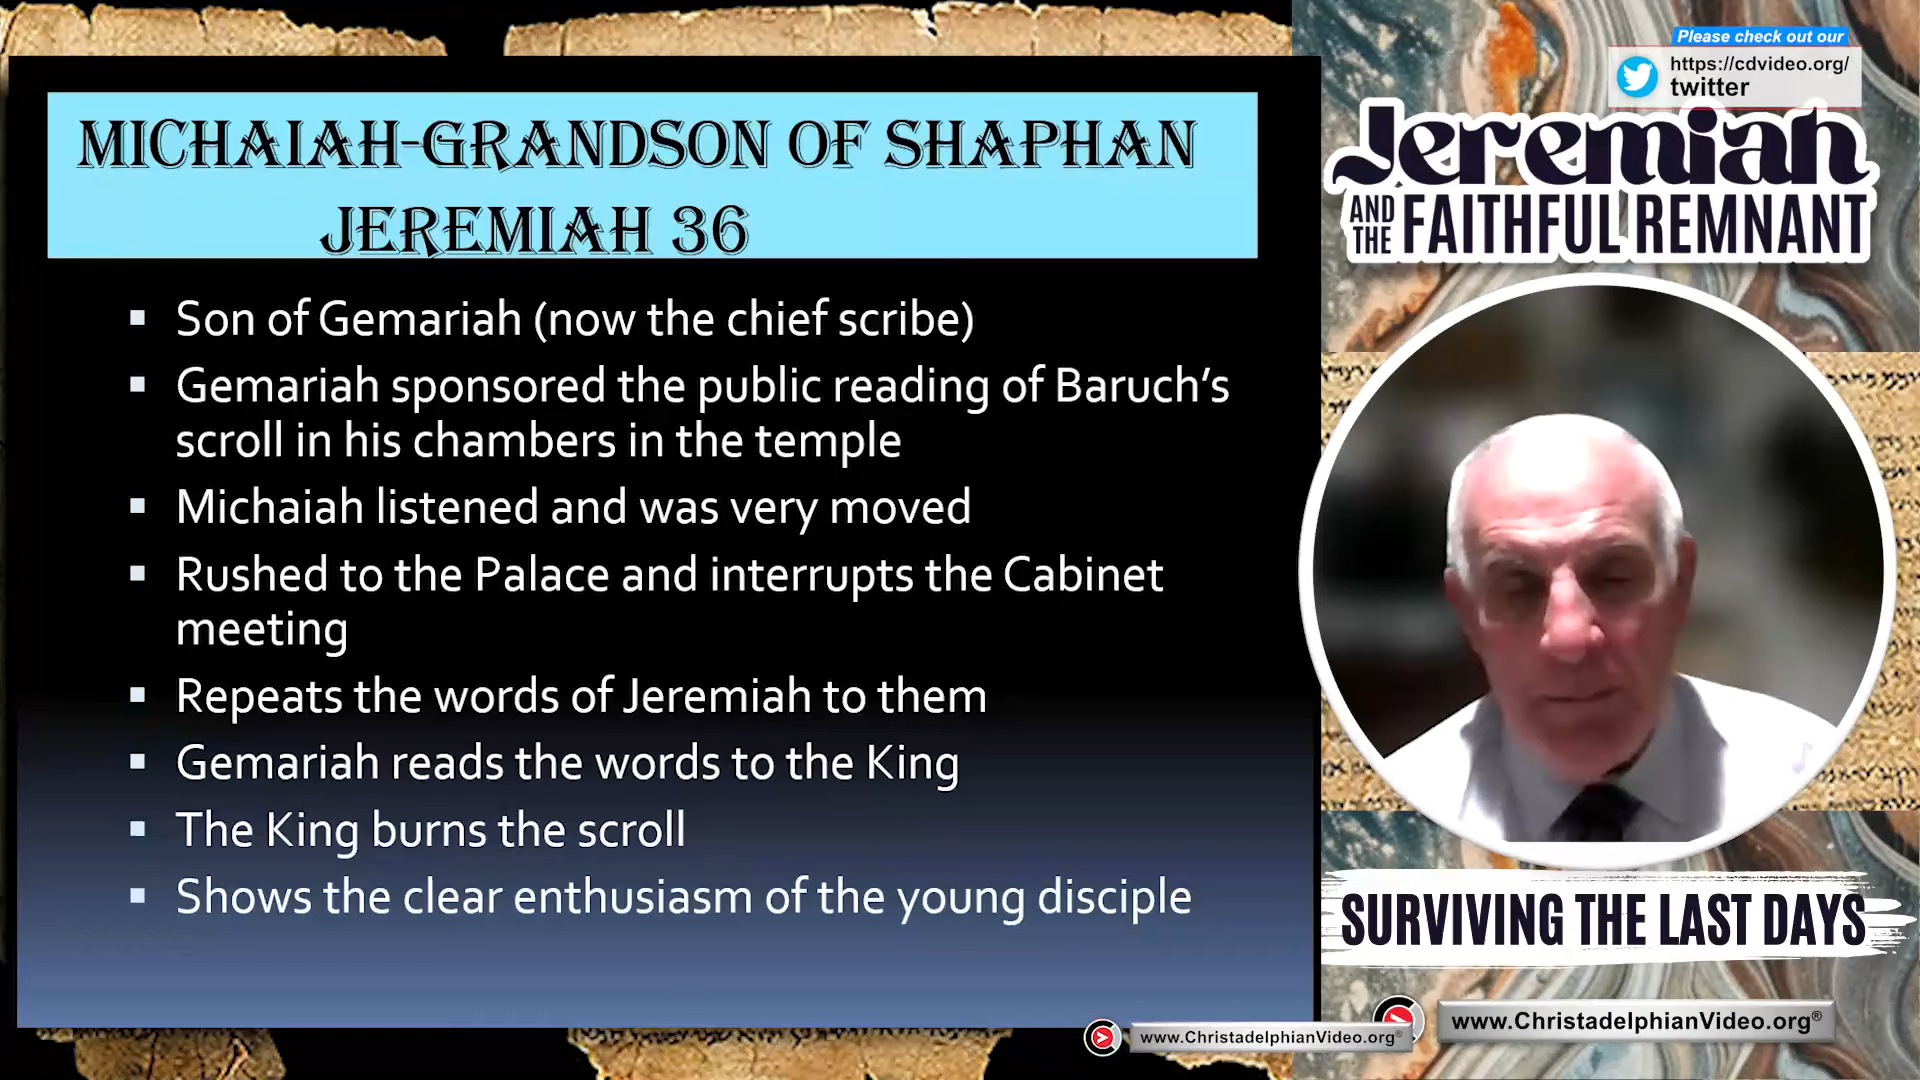 MICHAIAH-GRANDSON OF SHAPHAN
JEREMIAH 36
Son of Gemariah (now the chief scribe)
Gemariah sponsored the public reading of Baruch's
scroll in his chambers in the temple
Michaiah listened and was very moved
Rushed to the Palace and interrupts the Cabinet
meeting
Repeats the words of Jeremiah to them
Gemariah reads the words to the King
The King burns the scroll
Shows the clear enthusiasm of the young disciple
Please check out our
https://cdvideo.org/
twitter
Jeremiah
AND THE FAITHFUL REMNANT
SURVIVING THE LAST DAYS
www.ChristadelphianVideo.org®
www.ChristadelphianVideo.org®